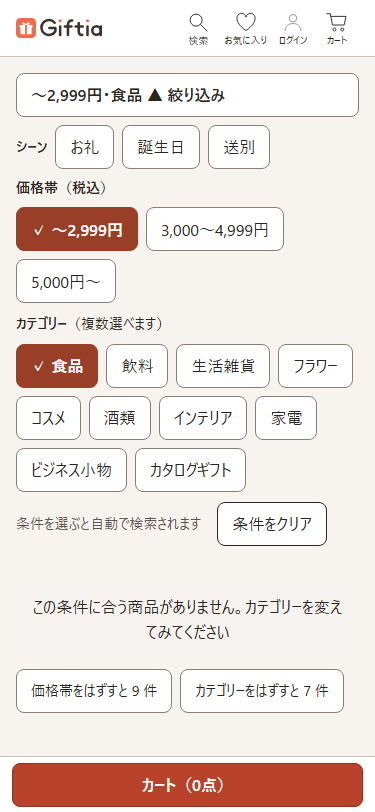 Giftia
検索 お気に入り ログイン カート
～2,999円・食品 ▲ 絞り込み
シーン お礼 誕生日 送別
価格帯（税込）
✓ ～2,999円 3,000～4,999円
5,000円～
カテゴリー（複数選べます）
✓ 食品 飲料 生活雑貨 フラワー
コスメ 酒類 インテリア 家電
ビジネス小物 カタログギフト
条件を選ぶと自動で検索されます 条件をクリア
この条件に合う商品がありません。カテゴリーを変え
てみてください
価格帯をはずすと 9 件 カテゴリーをはずすと 7 件
カート（0点）